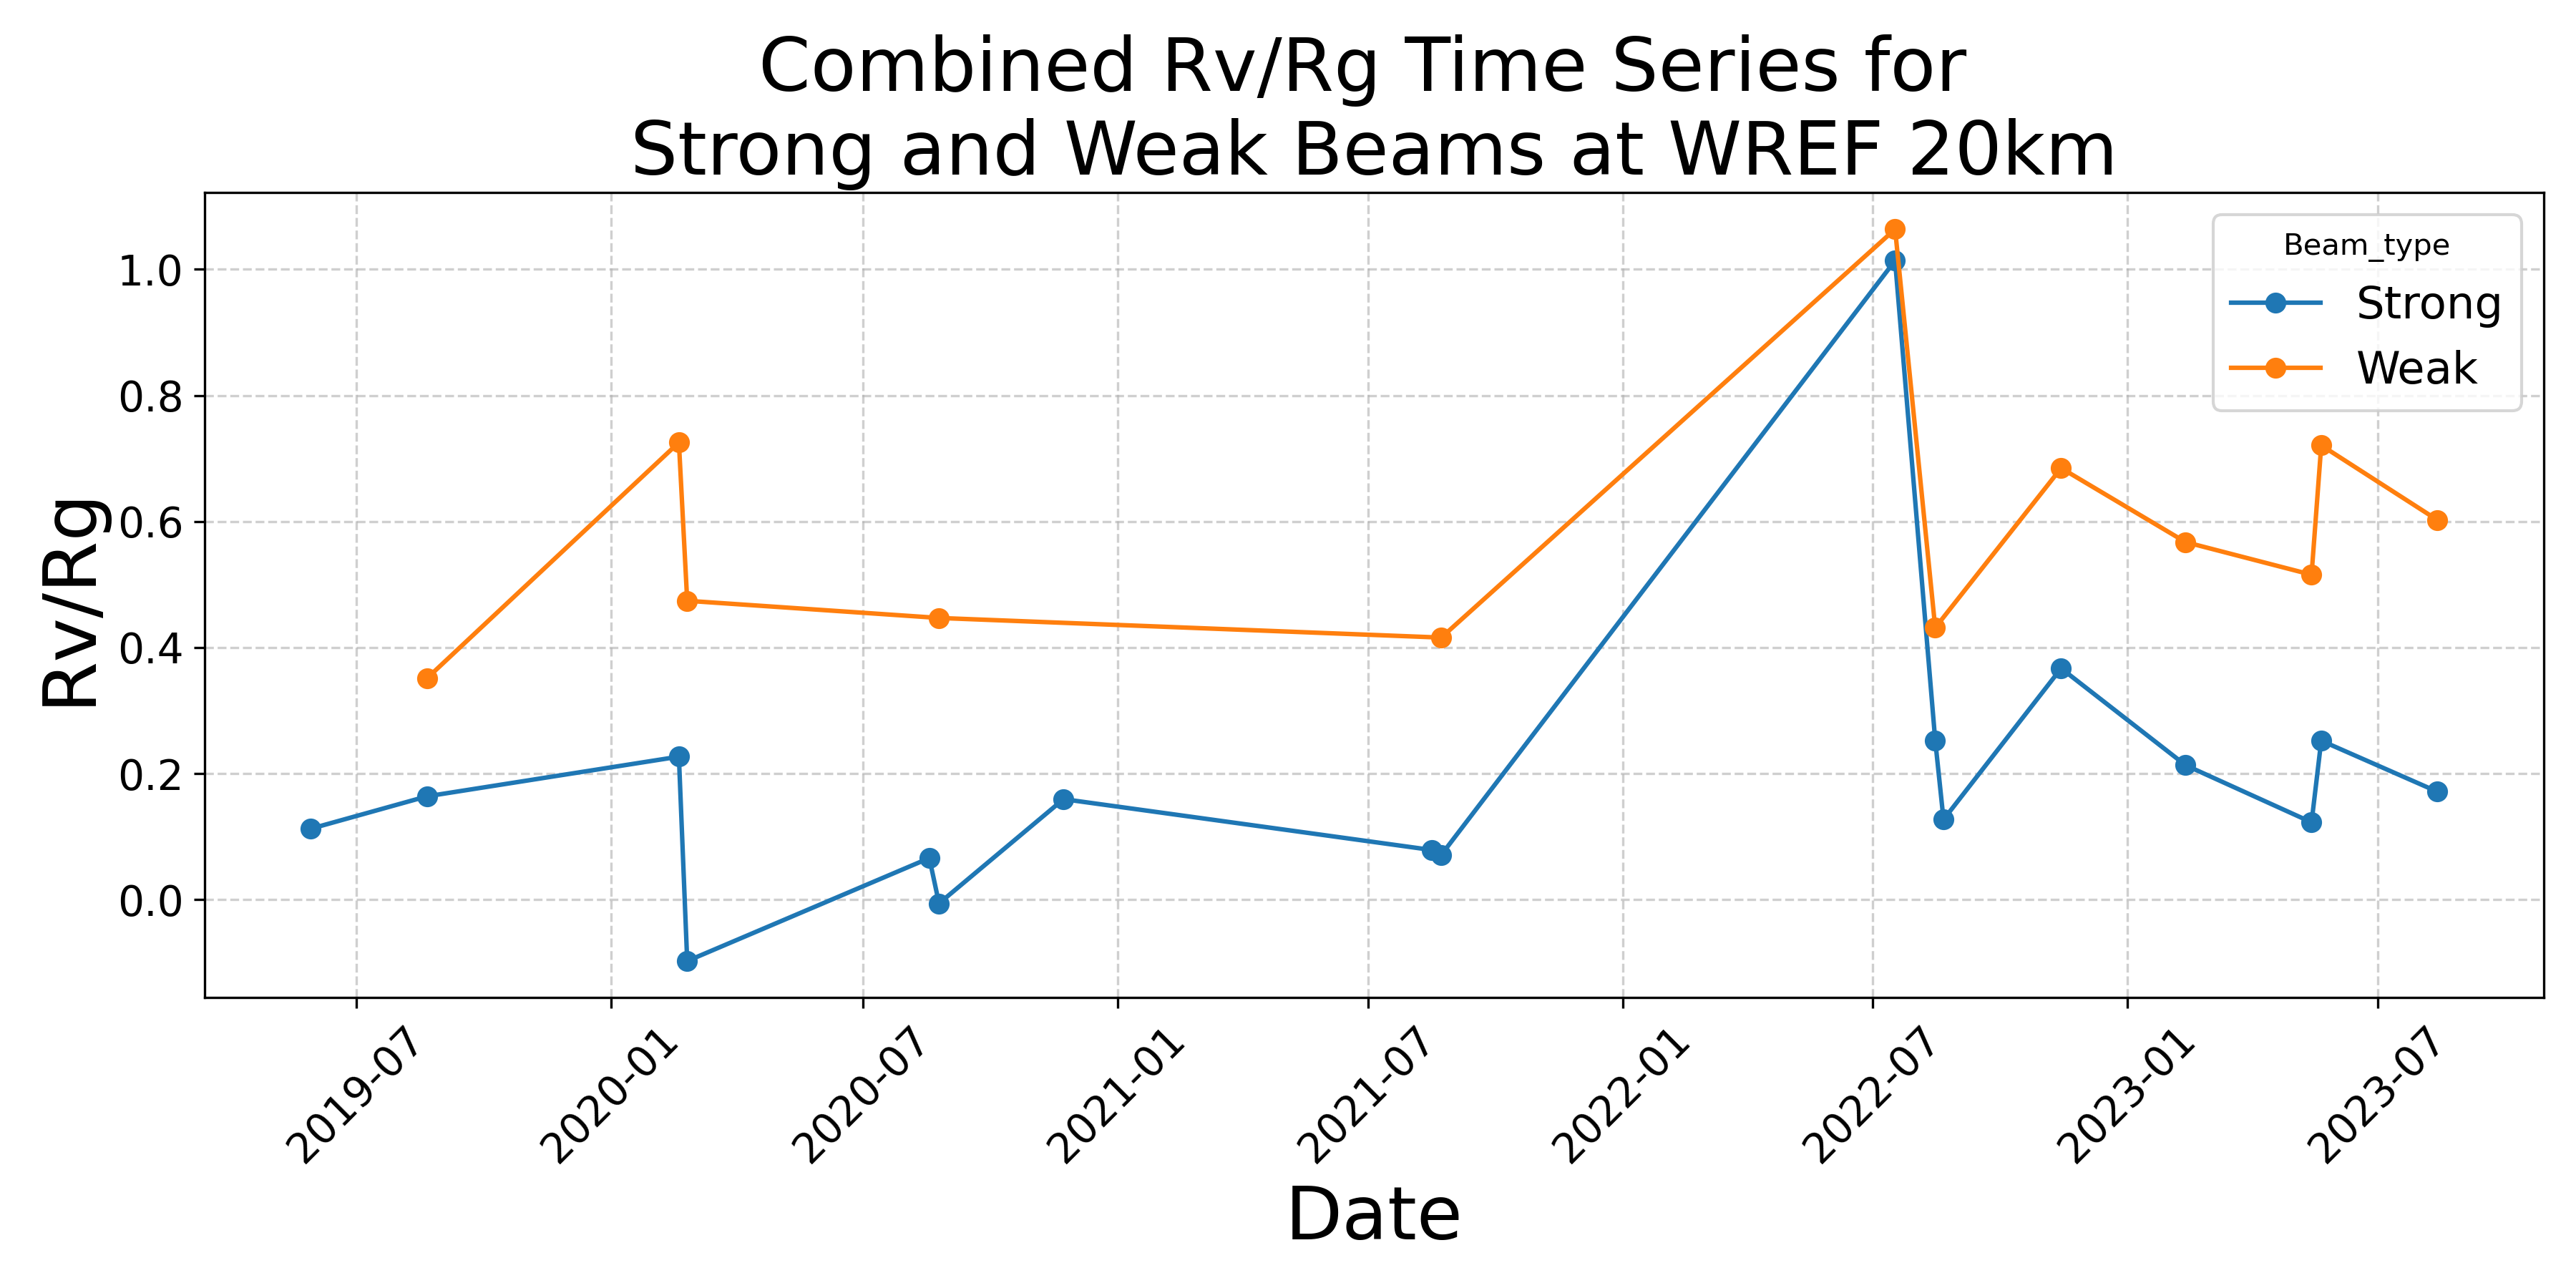 Combined Rv/Rg Time Series for
Strong and Weak Beams at WREF 20km
Rv/Rg
1.0
0.8
0.6
0.4
0.2
0.0
Beam_type
Strong
Weak
2019-07
2020-01
2020-07
2021-01
2021-07
2022-01
2022-07
2023-01
2023-07
Date